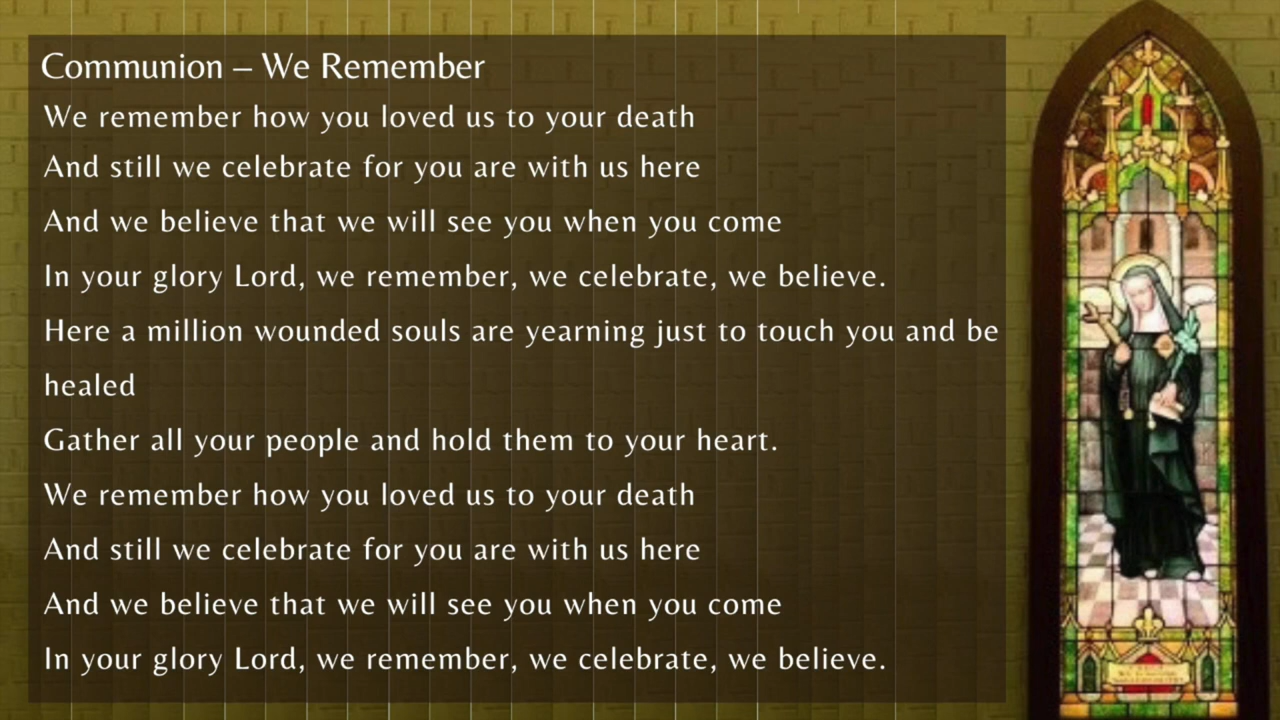 Communion – We Remember
We remember how you loved us to your death
And still we celebrate for you are with us here
And we believe that we will see you when you come
In your glory Lord, we remember, we celebrate, we believe.
Here a million wounded souls are yearning just to touch you and be
healed
Gather all your people and hold them to your heart.
We remember how you loved us to your death
And still we celebrate for you are with us here
And we believe that we will see you when you come
In your glory Lord, we remember, we celebrate, we believe.